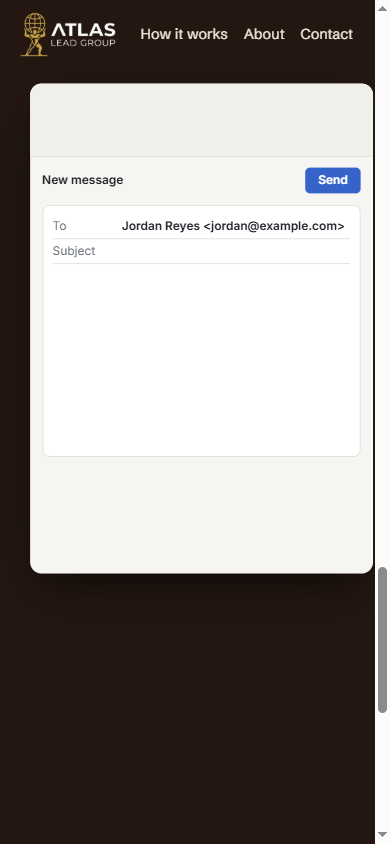 ATLAS
LEAD GROUP
How it works
About
Contact
New message
Send
To
Jordan Reyes <jordan@example.com>
Subject